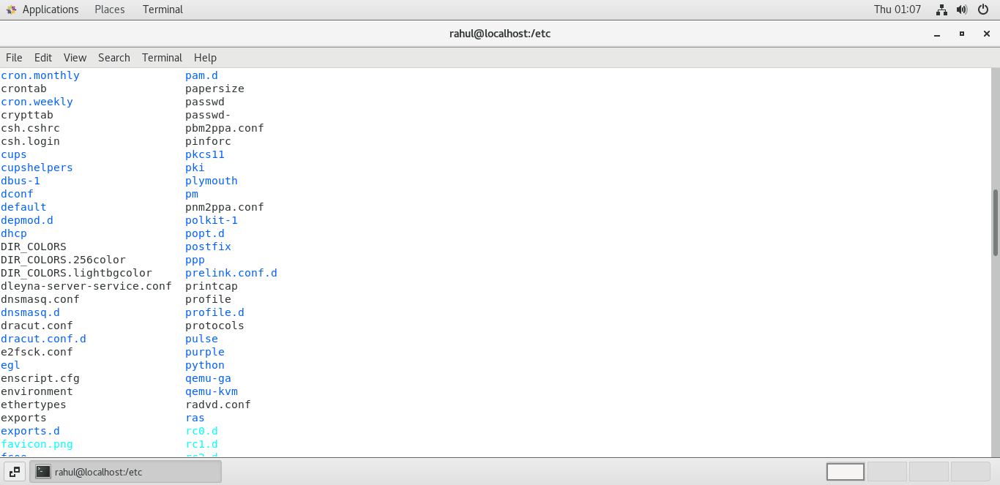 Applications Places Terminal Thu 01:07
rahul@localhost:/etc
File Edit View Search Terminal Help
cron.monthly pam.d
crontab papersize
cron.weekly passwd
crypttab passwd-
csh.cshrc pbm2ppa.conf
csh.login pinforc
cups pkcs11
cupshelpers pki
dbus-1 plymouth
dconf pm
default pnm2ppa.conf
depmod.d polkit-1
dhcp popt.d
DIR_COLORS postfix
DIR_COLORS.256color ppp
DIR_COLORS.lightbgcolor prelink.conf.d
dleyna-server-service.conf printcap
dnsmasq.conf profile
dnsmasq.d profile.d
dracut.conf protocols
dracut.conf.d pulse
e2fsck.conf purple
egl python
enscript.cfg qemu-ga
environment qemu-kvm
ethertypes radvd.conf
exports ras
exports.d rc0.d
favicon.png rc1.d
fcoe rc2.d
rahul@localhost:/etc